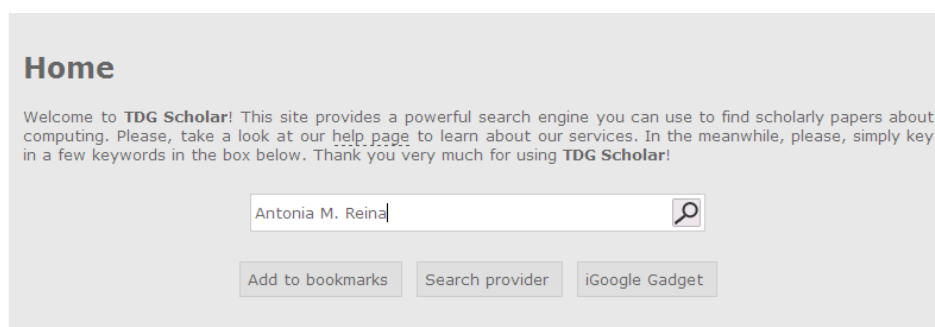 Home
Welcome to TDG Scholar! This site provides a powerful search engine you can use to find scholarly papers about
computing. Please, take a look at our help page to learn about our services. In the meanwhile, please, simply key
in a few keywords in the box below. Thank you very much for using TDG Scholar!
Antonia M. Reina
Add to bookmarks Search provider iGoogle Gadget